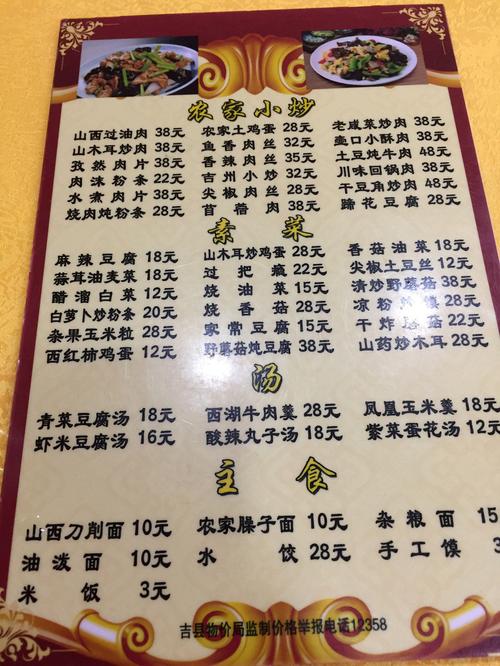 农家小炒
山西过油肉 38元 农家土鸡蛋 28元 老咸菜炒肉 38元
山木耳炒肉 38元 鱼香肉丝 32元 壶口小酥肉 38元
孜然肉片 38元 香辣肉丝 35元 土豆炖牛肉 48元
肉沫粉条 22元 吉州小炒 32元 川味回锅肉 38元
水煮肉片 38元 尖椒肉丝 28元 干豆角炒肉 48元
烧肉炖粉条 28元 苜蓿肉 28元 蹄花豆腐 28元
素菜
麻辣豆腐 18元 山木耳炒鸡蛋 28元 香菇油菜 18元
蒜茸油麦菜 18元 过把瘾 22元 尖椒土豆丝 12元
醋溜白菜 12元 烧油菜 15元 清炒野蘑菇 38元
白萝卜炒粉条 20元 烧香菇 28元 凉粉炸馍 28元
杂果玉米粒 28元 家常豆腐 15元 干炸蘑菇 22元
西红柿鸡蛋 12元 野蘑菇炖豆腐 38元 山药炒木耳 28元
汤
青菜豆腐汤 18元 西湖牛肉羹 28元 凤凰玉米羹 18元
虾米豆腐汤 16元 酸辣丸子汤 18元 紫菜蛋花汤 12元
主食
山西刀削面 10元 农家臊子面 10元 杂粮面 15
油泼面 10元 水饺 28元 手工馍 3
米饭 3元
吉县物价局监制价格举报电话12358